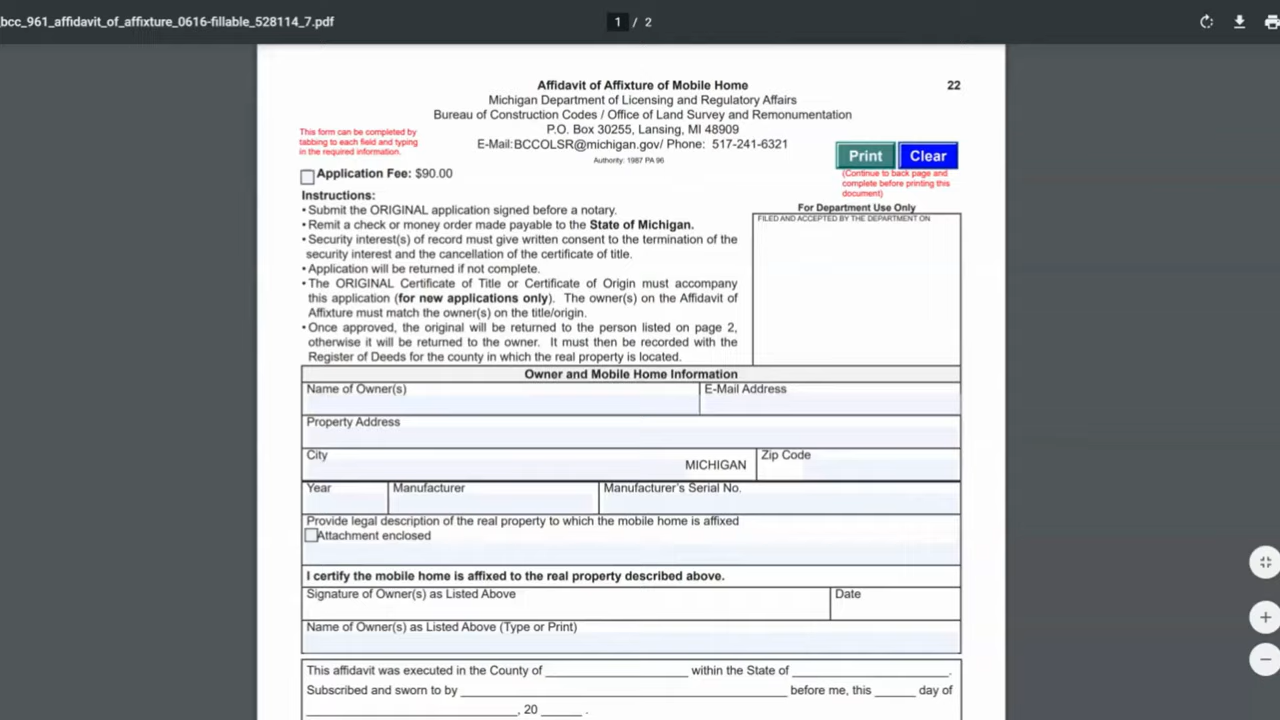 _bcc_961_affidavit_of_affixture_0616-fillable_528114_7.pdf
1 / 2
Affidavit of Affixture of Mobile Home
22
Michigan Department of Licensing and Regulatory Affairs
Bureau of Construction Codes / Office of Land Survey and Remonumentation
P.O. Box 30255, Lansing, MI 48909
E-Mail:BCCOLSR@michigan.gov/ Phone: 517-241-6321
Authority: 1987 PA 96
This form can be completed by
tabbing to each field and typing
in the required information.
Print
Clear
(Continue to back page and
complete before printing this
document)
Application Fee: $90.00
Instructions:
• Submit the ORIGINAL application signed before a notary.
• Remit a check or money order made payable to the State of Michigan.
• Security interest(s) of record must give written consent to the termination of the
security interest and the cancellation of the certificate of title.
• Application will be returned if not complete.
• The ORIGINAL Certificate of Title or Certificate of Origin must accompany
this application (for new applications only). The owner(s) on the Affidavit of
Affixture must match the owner(s) on the title/origin.
• Once approved, the original will be returned to the person listed on page 2,
otherwise it will be returned to the owner. It must then be recorded with the
Register of Deeds for the county in which the real property is located.
For Department Use Only
FILED AND ACCEPTED BY THE DEPARTMENT ON
Owner and Mobile Home Information
Name of Owner(s)
E-Mail Address
Property Address
City
MICHIGAN
Zip Code
Year
Manufacturer
Manufacturer's Serial No.
Provide legal description of the real property to which the mobile home is affixed
Attachment enclosed
I certify the mobile home is affixed to the real property described above.
Signature of Owner(s) as Listed Above
Date
Name of Owner(s) as Listed Above (Type or Print)
This affidavit was executed in the County of ____________ within the State of ____________.
Subscribed and sworn to by ____________ before me, this _____ day of
____________, 20 _____ .